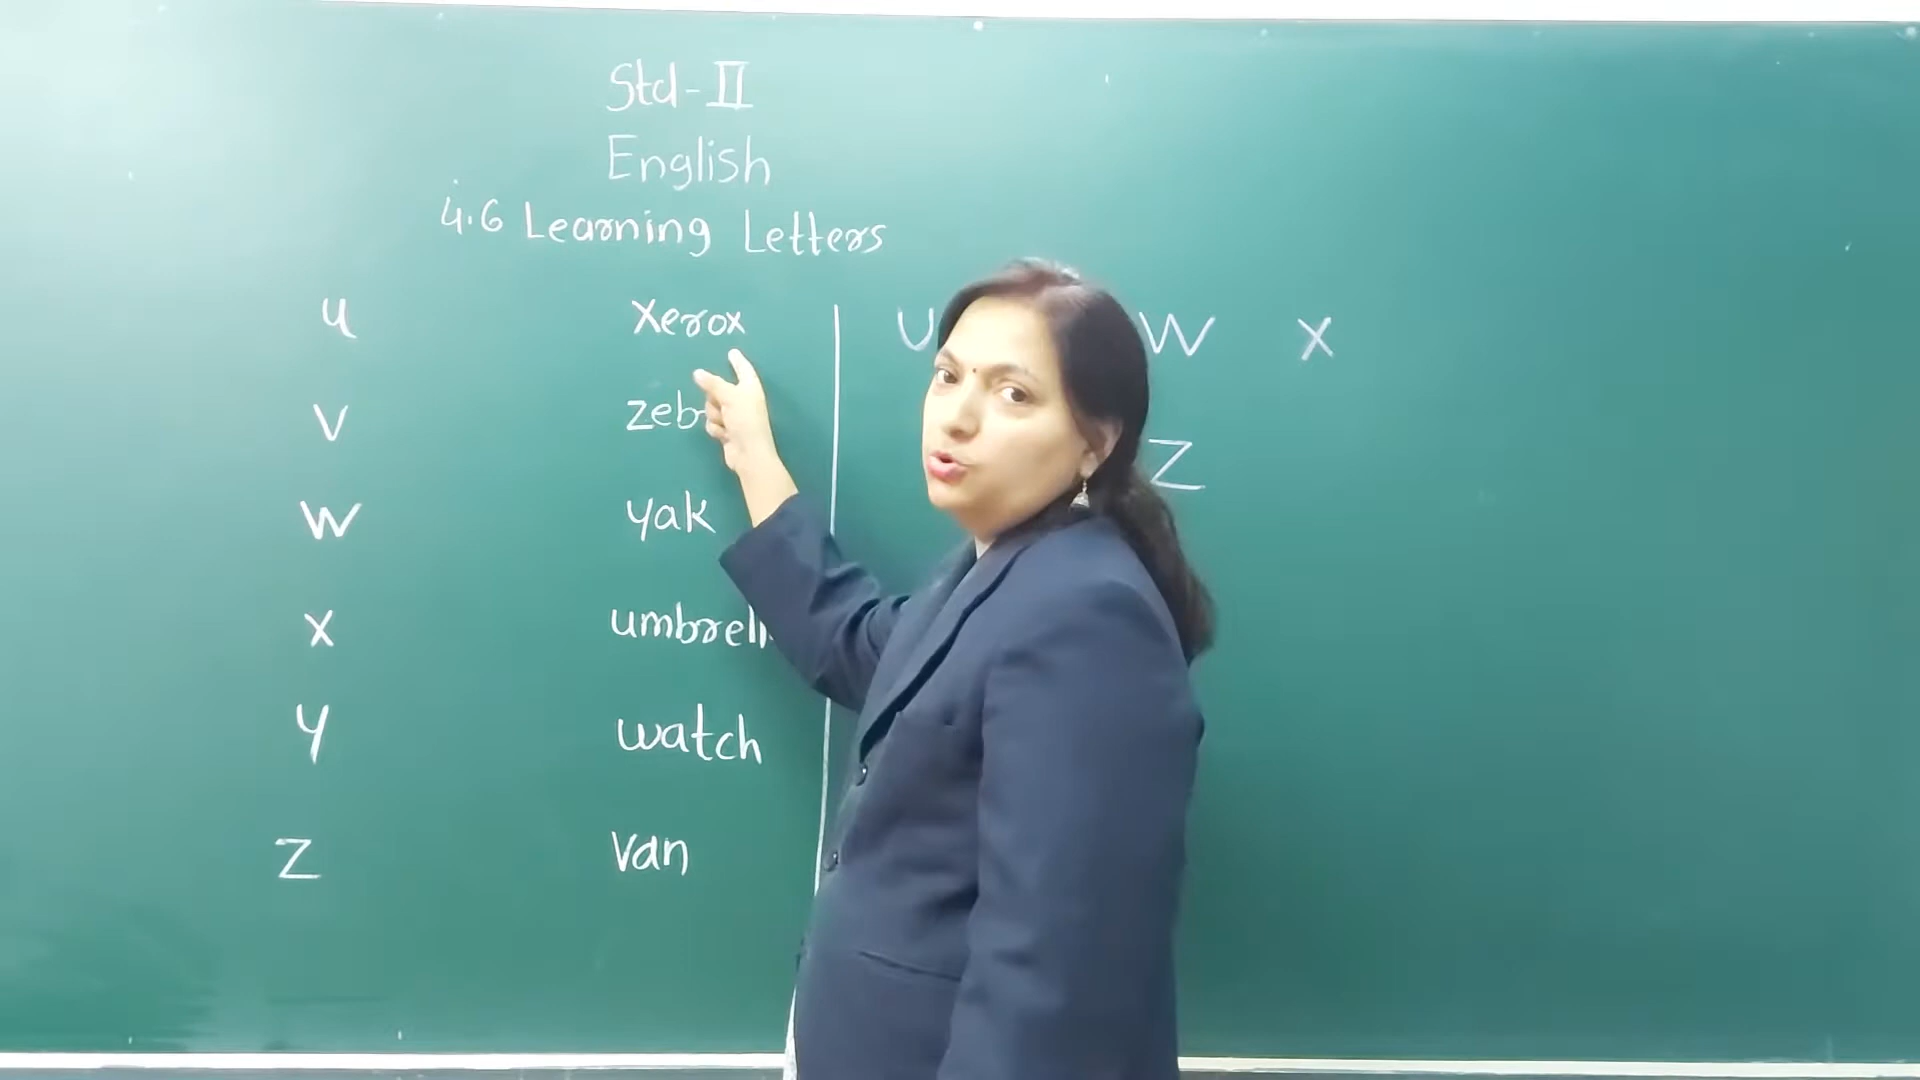 Std-II
English
4.6 Learning Letters
u xerox
v
w yak
x
y watch
z van
U W X
Z